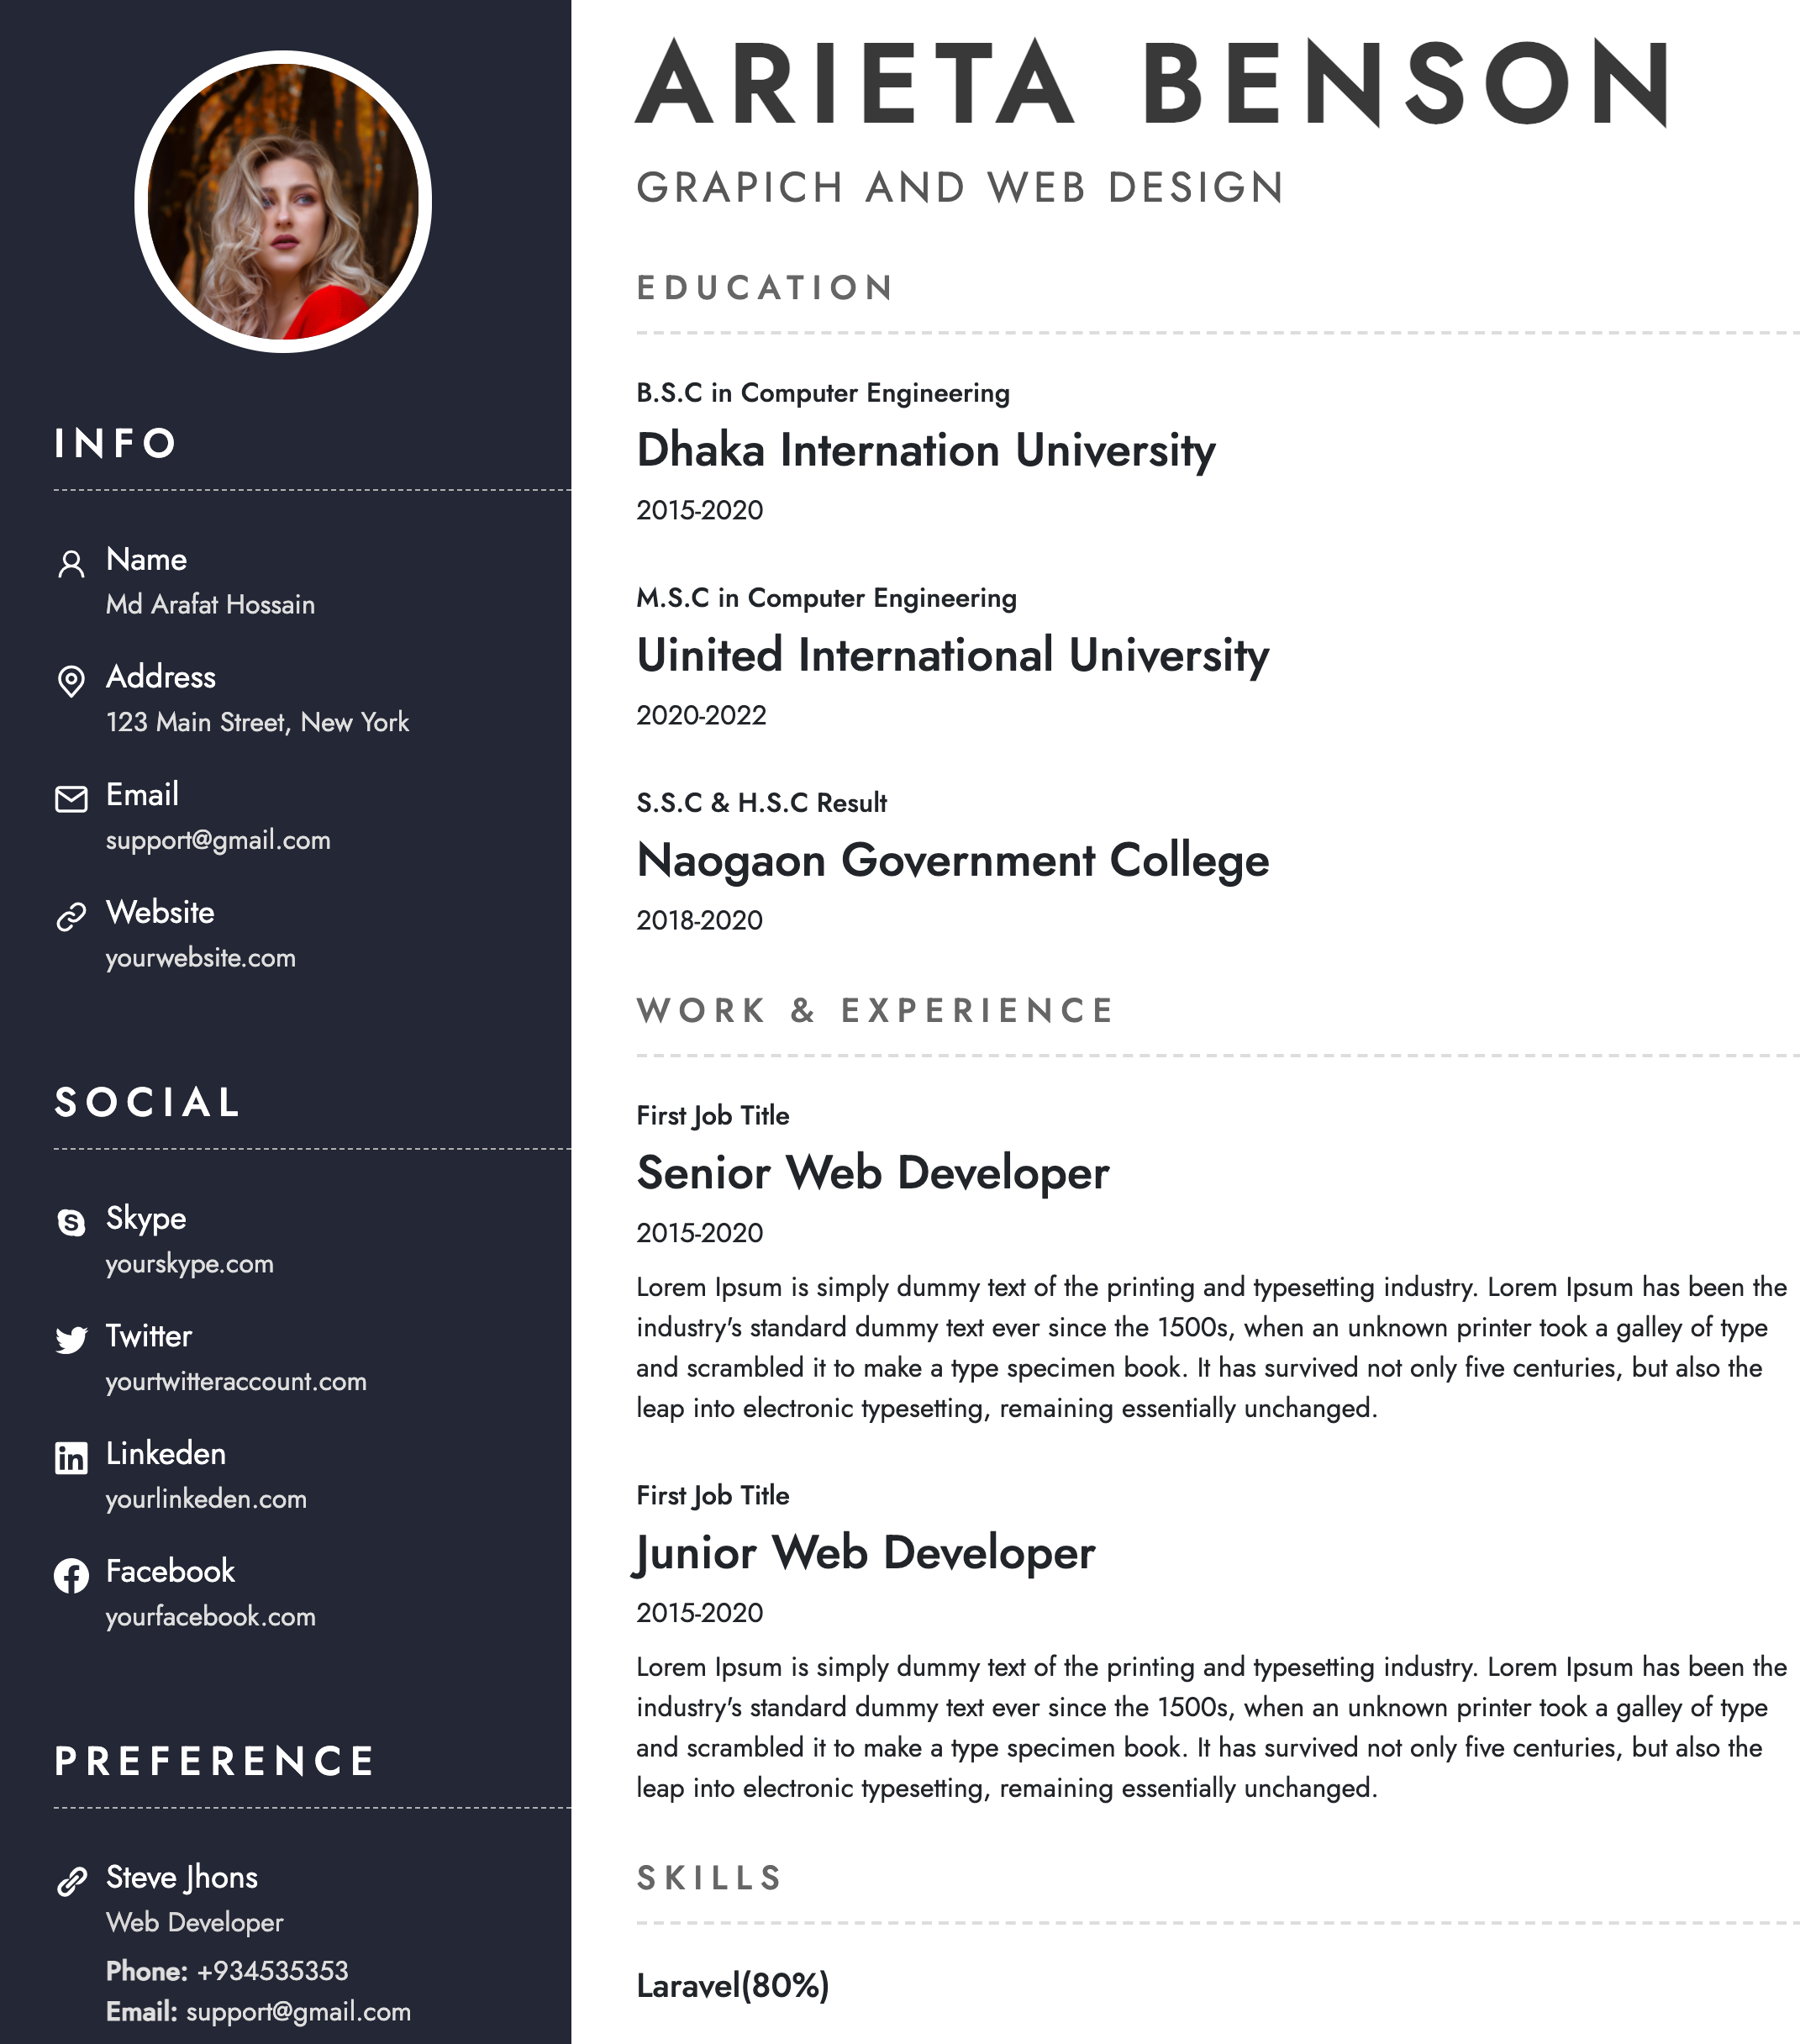 INFO
Name
Md Arafat Hossain
Address
123 Main Street, New York
Email
support@gmail.com
Website
yourwebsite.com
SOCIAL
Skype
yourskype.com
Twitter
yourtwitteraccount.com
Linkeden
yourlinkeden.com
Facebook
yourfacebook.com
PREFERENCE
Steve Jhons
Web Developer
Phone: +934535353
Email: support@gmail.com
ARIETA BENSON
GRAPICH AND WEB DESIGN
EDUCATION
B.S.C in Computer Engineering
Dhaka Internation University
2015-2020
M.S.C in Computer Engineering
Uinited International University
2020-2022
S.S.C & H.S.C Result
Naogaon Government College
2018-2020
WORK & EXPERIENCE
First Job Title
Senior Web Developer
2015-2020
Lorem Ipsum is simply dummy text of the printing and typesetting industry. Lorem Ipsum has been the
industry's standard dummy text ever since the 1500s, when an unknown printer took a galley of type
and scrambled it to make a type specimen book. It has survived not only five centuries, but also the
leap into electronic typesetting, remaining essentially unchanged.
First Job Title
Junior Web Developer
2015-2020
Lorem Ipsum is simply dummy text of the printing and typesetting industry. Lorem Ipsum has been the
industry's standard dummy text ever since the 1500s, when an unknown printer took a galley of type
and scrambled it to make a type specimen book. It has survived not only five centuries, but also the
leap into electronic typesetting, remaining essentially unchanged.
SKILLS
Laravel(80%)